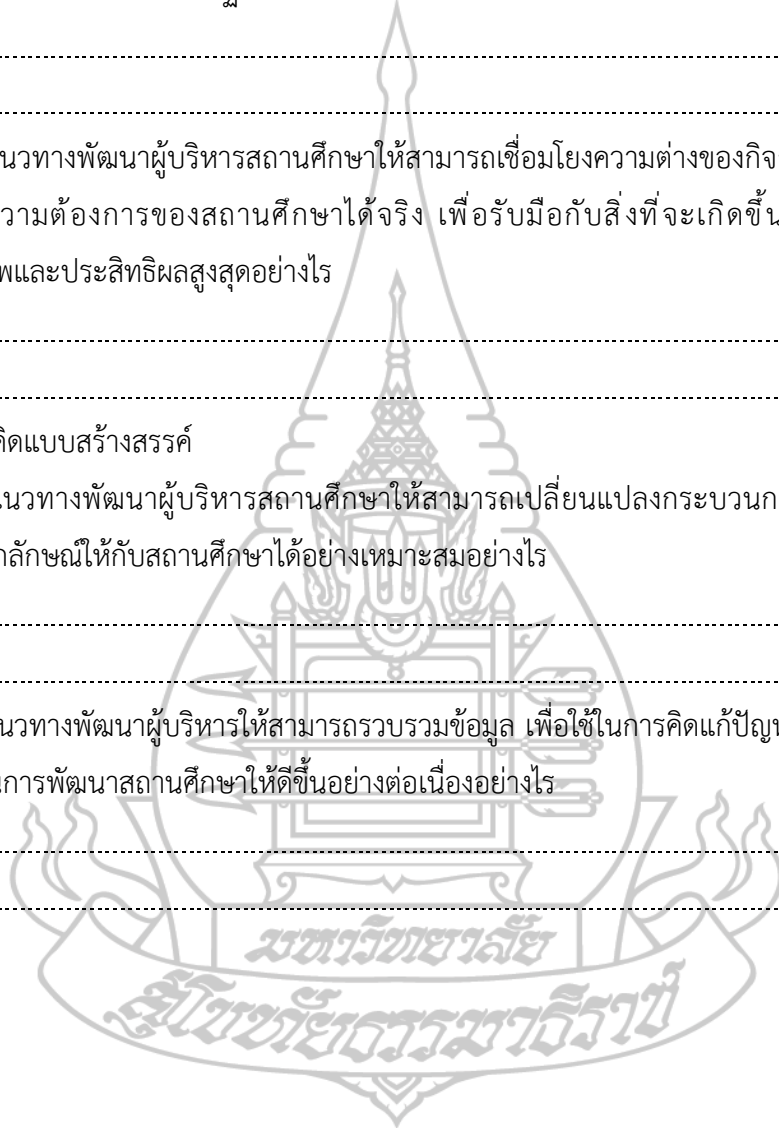 นวทางพัฒนาผู้บริหารสถานศึกษาให้สามารถเชื่อมโยงความต่างของกิจ
วามต้องการของสถานศึกษาได้จริง เพื่อรับมือกับสิ่งที่จะเกิดขึ้น
พและประสิทธิผลสูงสุดอย่างไร
คิดแบบสร้างสรรค์
นวทางพัฒนาผู้บริหารสถานศึกษาให้สามารถเปลี่ยนแปลงกระบวนก
กลักษณ์ให้กับสถานศึกษาได้อย่างเหมาะสมอย่างไร
นวทางพัฒนาผู้บริหารให้สามารถรวบรวมข้อมูล เพื่อใช้ในการคิดแก้ปัญห
นการพัฒนาสถานศึกษาให้ดีขึ้นอย่างต่อเนื่องอย่างไร
มหาวิทยาลัย
สุโขทัยธรรมาธิราช